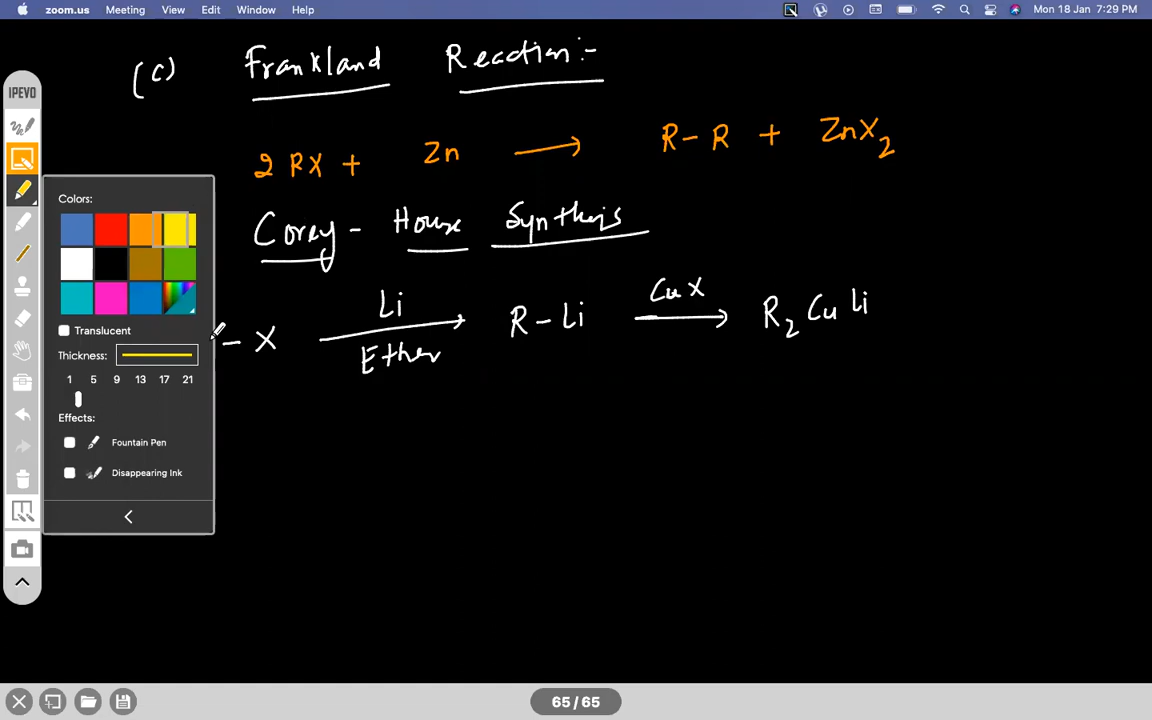 zoom.us Meeting View Edit Window Help Mon 18 Jan 7:29 PM
(c) Frankland Reaction:-
IPEVO
2 RX + Zn ⟶ R-R + ZnX₂
Colors:
Corey - House Synthesis
Li CuX
- X ⟶ R-Li ⟶ R₂CuLi
Ether
Translucent
Thickness:
1 5 9 13 17 21
Effects:
Fountain Pen
Disappearing Ink
65/65